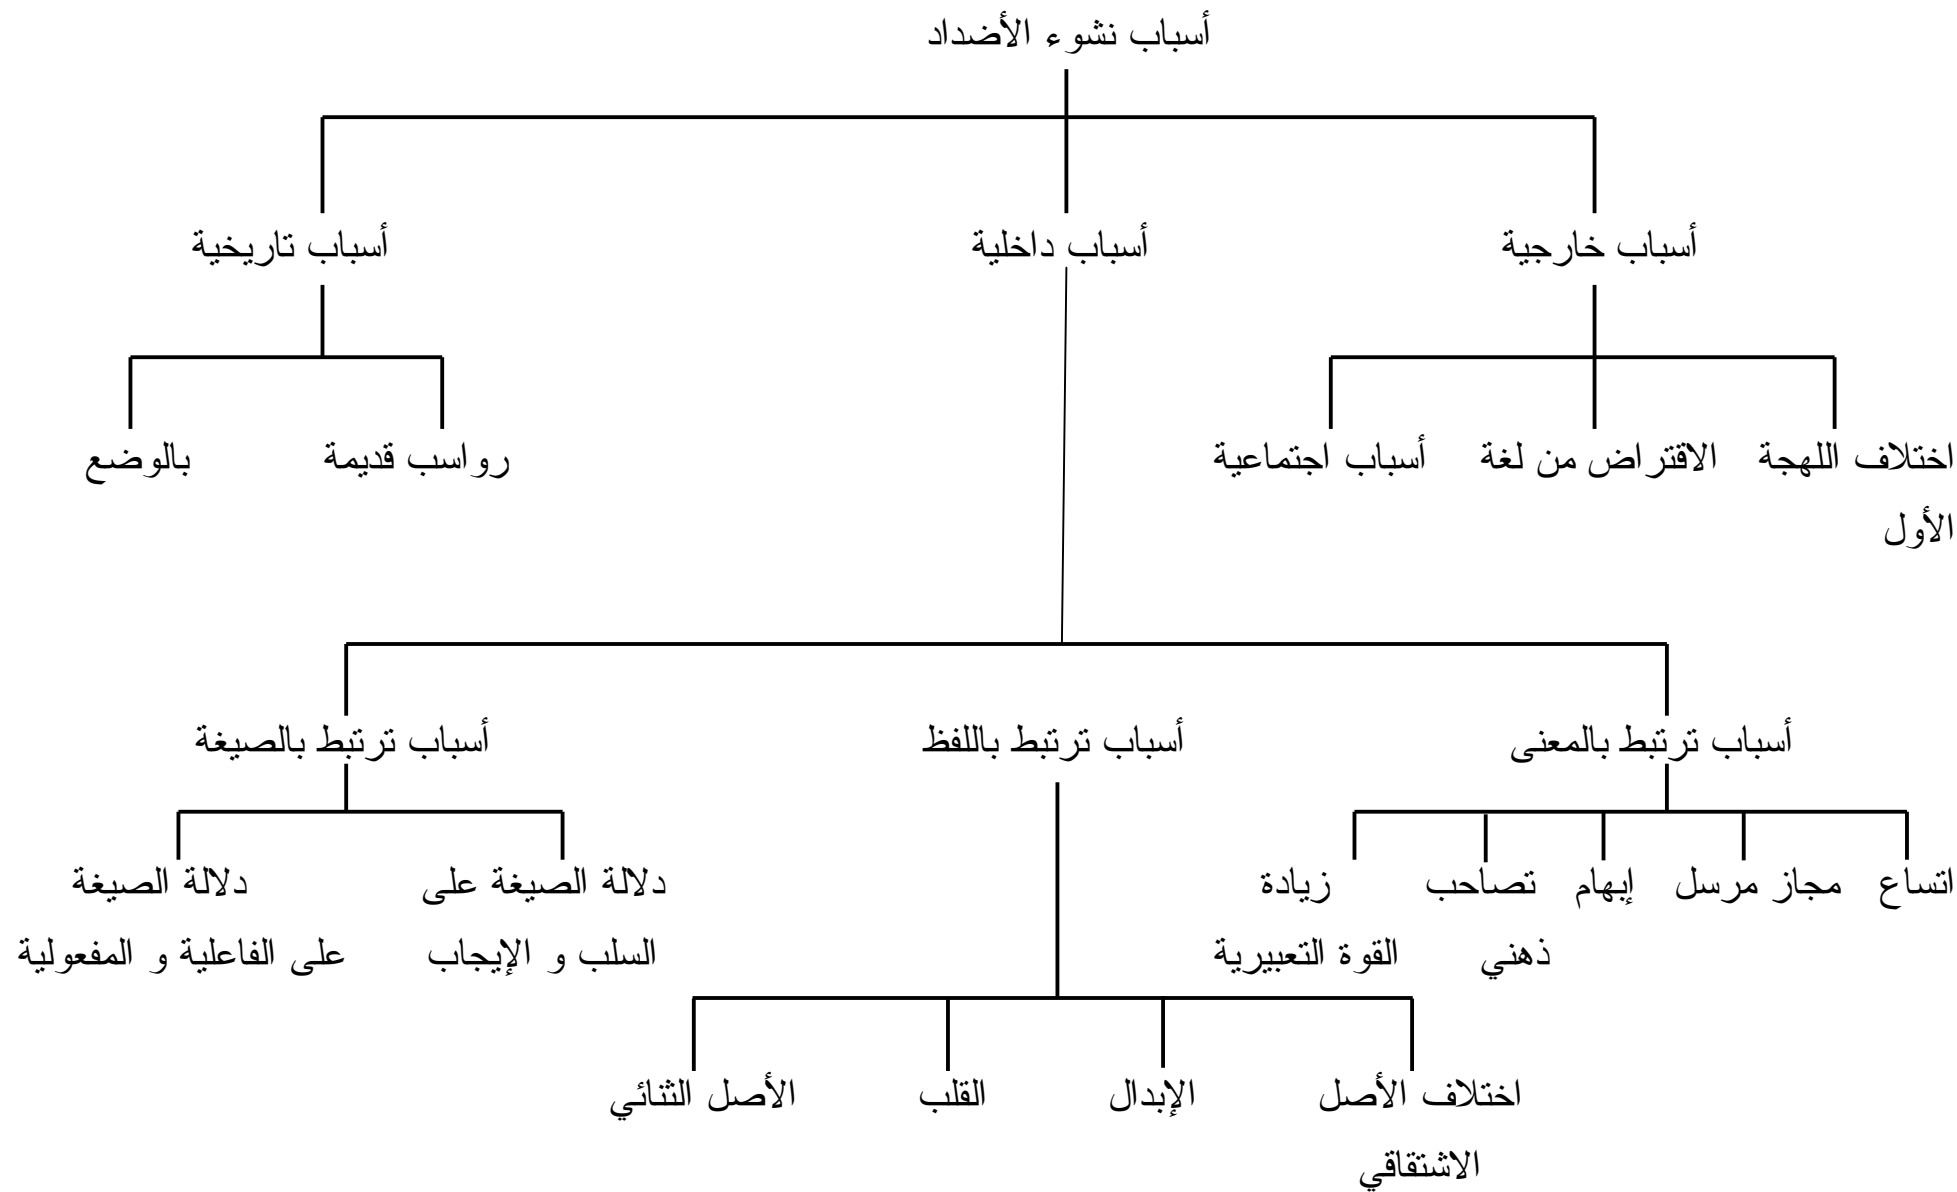 أسباب نشوء الأضداد
أسباب خارجية
أسباب داخلية
أسباب تاريخية
اختلاف اللهجة
الاقتراض من لغة
أسباب اجتماعية
رواسب قديمة
بالوضع
الأول
أسباب ترتبط بالمعنى
أسباب ترتبط باللفظ
أسباب ترتبط بالصيغة
اتساع
مجاز مرسل
إبهام
تصاحب
ذهني
زيادة
القوة التعبيرية
دلالة الصيغة على
السلب و الإيجاب
دلالة الصيغة
على الفاعلية و المفعولية
اختلاف الأصل
الاشتقاقي
الإبدال
القلب
الأصل الثنائي